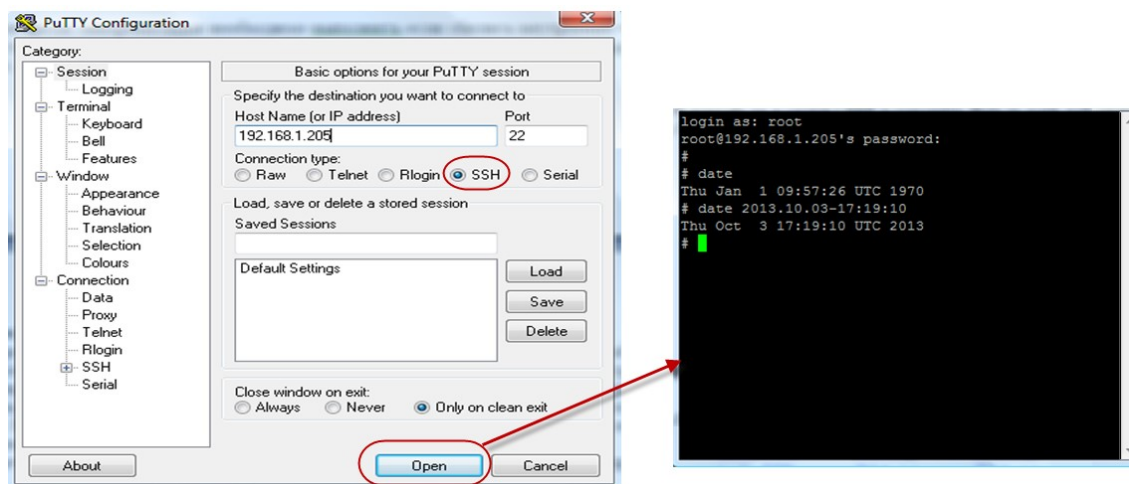 PuTTY Configuration
Category:
Session
Logging
Terminal
Keyboard
Bell
Features
Window
Appearance
Behaviour
Translation
Selection
Colours
Connection
Data
Proxy
Telnet
Rlogin
SSH
Serial
Basic options for your PuTTY session
Specify the destination you want to connect to
Host Name (or IP address) Port
192.168.1.205 22
Connection type:
Raw Telnet Rlogin SSH Serial
Load, save or delete a stored session
Saved Sessions
Default Settings
Load
Save
Delete
Close window on exit:
Always Never Only on clean exit
About Open Cancel
login as: root
root@192.168.1.205's password:
#
# date
Thu Jan  1 09:57:26 UTC 1970
# date 2013.10.03-17:19:10
Thu Oct  3 17:19:10 UTC 2013
#